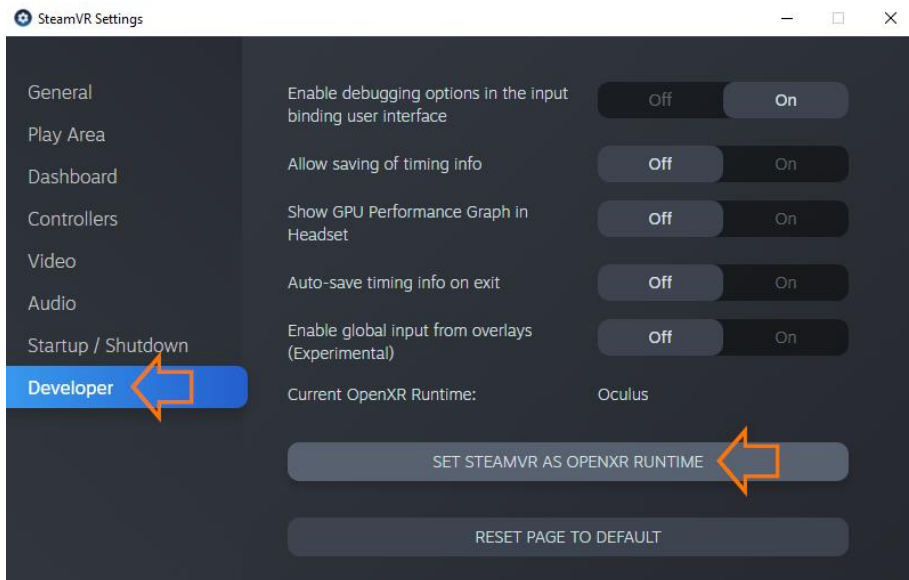 SteamVR Settings
General
Play Area
Dashboard
Controllers
Video
Audio
Startup / Shutdown
Developer
Enable debugging options in the input
binding user interface
Off On
Allow saving of timing info
Off On
Show GPU Performance Graph in
Headset
Off On
Auto-save timing info on exit
Off On
Enable global input from overlays
(Experimental)
Off On
Current OpenXR Runtime: Oculus
SET STEAMVR AS OPENXR RUNTIME
RESET PAGE TO DEFAULT